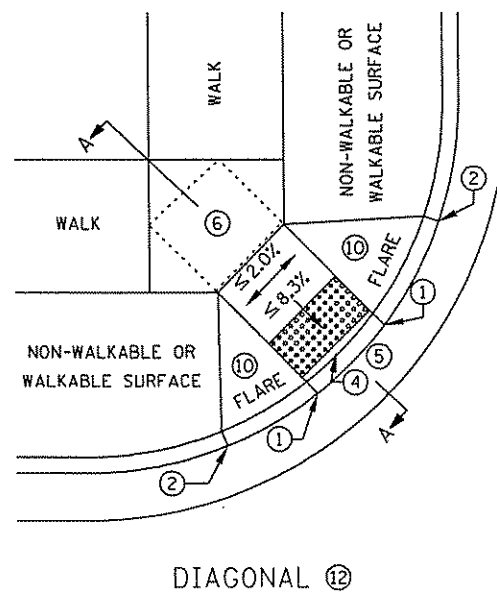 WALK
NON-WALKABLE OR
WALKABLE SURFACE
A
②
WALK
⑥
⑩
FLARE
≤2.0%
≤8.3%
①
NON-WALKABLE OR
WALKABLE SURFACE
⑩
FLARE
⑤
④
A
①
②
DIAGONAL ⑫